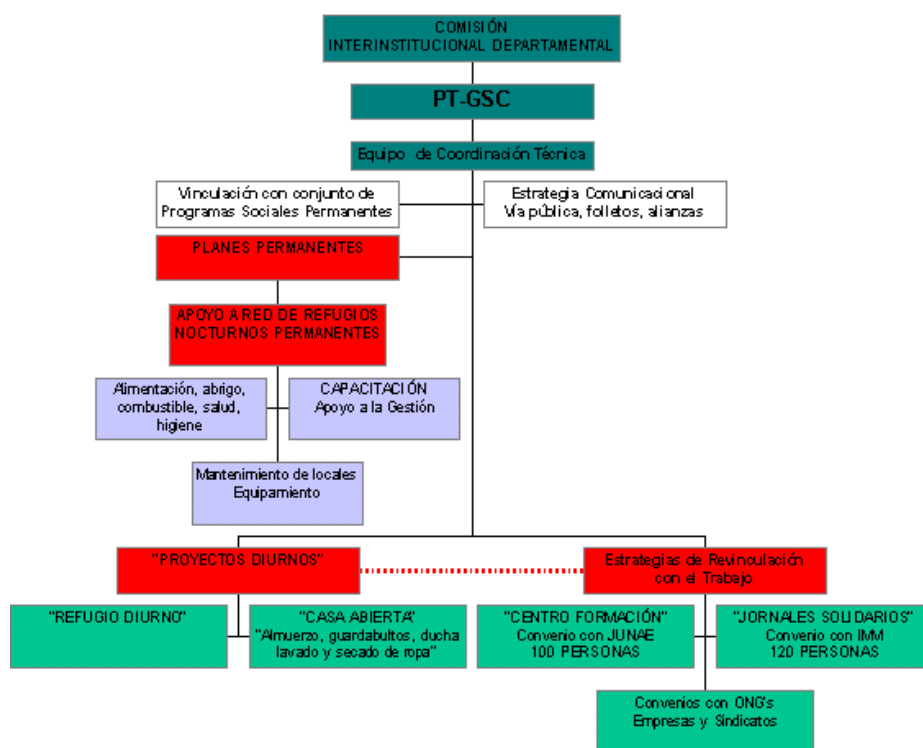 COMISIÓN
INTERINSTITUCIONAL DEPARTAMENTAL
PT-GSC
Equipo de Coordinación Técnica
Vinculación con conjunto de
Programas Sociales Permanentes
Estrategia Comunicacional
Vía pública, folletos, alianzas
PLANES PERMANENTES
APOYO A RED DE REFUGIOS
NOCTURNOS PERMANENTES
Alimentación, abrigo,
combustible, salud,
higiene
CAPACITACIÓN
Apoyo a la Gestión
Mantenimiento de locales
Equipamiento
"PROYECTOS DIURNOS"
Estrategias de Revinculación
con el Trabajo
"REFUGIO DIURNO"
"CASA ABIERTA"
"Almuerzo, guardabultos, ducha
lavado y secado de ropa"
"CENTRO FORMACIÓN"
Convenio con JUNAE
100 PERSONAS
"JORNALES SOLIDARIOS"
Convenio con IMM
120 PERSONAS
Convenios con ONG's
Empresas y Sindicatos